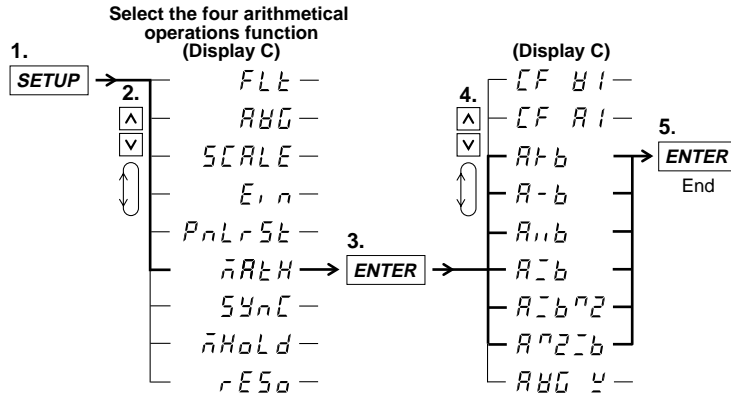 Select the four arithmetical
operations function
(Display C)
1.
SETUP
2.
FLt
AVG
SCALE
Ein
PnLrSt
mAtH
SYnC
mHoLd
rESo
3.
ENTER
(Display C)
4.
CF V1
CF A1
A+b
A-b
A×b
A÷b
A÷b^2
A^2÷b
AVG W
5.
ENTER
End